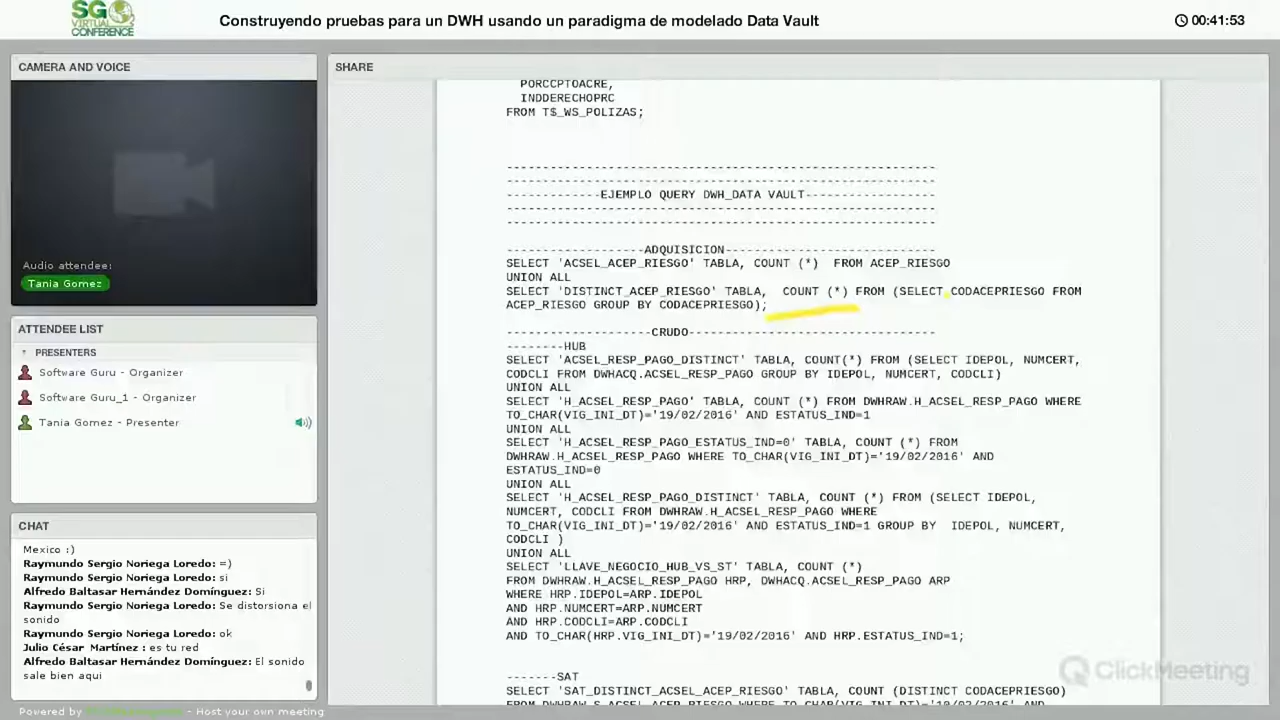 SG
VIRTUAL
CONFERENCE
Construyendo pruebas para un DWH usando un paradigma de modelado Data Vault
00:41:53
CAMERA AND VOICE
Audio attendee:
Tania Gomez
ATTENDEE LIST
PRESENTERS
Software Guru - Organizer
Software Guru_1 - Organizer
Tania Gomez - Presenter
CHAT
Mexico :)
Raymundo Sergio Noriega Loredo: =)
Raymundo Sergio Noriega Loredo: si
Alfredo Baltasar Hernández Domínguez: Si
Raymundo Sergio Noriega Loredo: Se distorsiona el
sonido
Raymundo Sergio Noriega Loredo: ok
Julio César Martínez : es tu red
Alfredo Baltasar Hernández Domínguez: El sonido
sale bien aqui
Powered by ClickMeeting.com - Host your own meeting
SHARE
PORCCPTOACRE,
INDDERECHOPRC
FROM T$_WS_POLIZAS;
-----------------------------------------------
-----------------------------------------------
------------EJEMPLO QUERY DWH_DATA VAULT--------------
-----------------------------------------------
-----------------------------------------------
--------------------ADQUISICION-----------------------
SELECT 'ACSEL_ACEP_RIESGO' TABLA, COUNT (*)  FROM ACEP_RIESGO
UNION ALL
SELECT 'DISTINCT_ACEP_RIESGO' TABLA,  COUNT (*) FROM (SELECT CODACEPRIESGO FROM
ACEP_RIESGO GROUP BY CODACEPRIESGO);
---------------------CRUDO---------------------------
--------HUB
SELECT 'ACSEL_RESP_PAGO_DISTINCT' TABLA, COUNT(*) FROM (SELECT IDEPOL, NUMCERT,
CODCLI FROM DWHACQ.ACSEL_RESP_PAGO GROUP BY IDEPOL, NUMCERT, CODCLI)
UNION ALL
SELECT 'H_ACSEL_RESP_PAGO' TABLA, COUNT (*) FROM DWHRAW.H_ACSEL_RESP_PAGO WHERE
TO_CHAR(VIG_INI_DT)='19/02/2016' AND ESTATUS_IND=1
UNION ALL
SELECT 'H_ACSEL_RESP_PAGO_ESTATUS_IND=0' TABLA, COUNT (*) FROM
DWHRAW.H_ACSEL_RESP_PAGO WHERE TO_CHAR(VIG_INI_DT)='19/02/2016' AND
ESTATUS_IND=0
UNION ALL
SELECT 'H_ACSEL_RESP_PAGO_DISTINCT' TABLA, COUNT (*) FROM (SELECT IDEPOL,
NUMCERT, CODCLI FROM DWHRAW.H_ACSEL_RESP_PAGO WHERE
TO_CHAR(VIG_INI_DT)='19/02/2016' AND ESTATUS_IND=1 GROUP BY  IDEPOL, NUMCERT,
CODCLI )
UNION ALL
SELECT 'LLAVE_NEGOCIO_HUB_VS_ST' TABLA, COUNT (*)
FROM DWHRAW.H_ACSEL_RESP_PAGO HRP, DWHACQ.ACSEL_RESP_PAGO ARP
WHERE HRP.IDEPOL=ARP.IDEPOL
AND HRP.NUMCERT=ARP.NUMCERT
AND HRP.CODCLI=ARP.CODCLI
AND TO_CHAR(HRP.VIG_INI_DT)='19/02/2016' AND HRP.ESTATUS_IND=1;
-------SAT
SELECT 'SAT_DISTINCT_ACSEL_ACEP_RIESGO' TABLA, COUNT (DISTINCT CODACEPRIESGO)
ClickMeeting